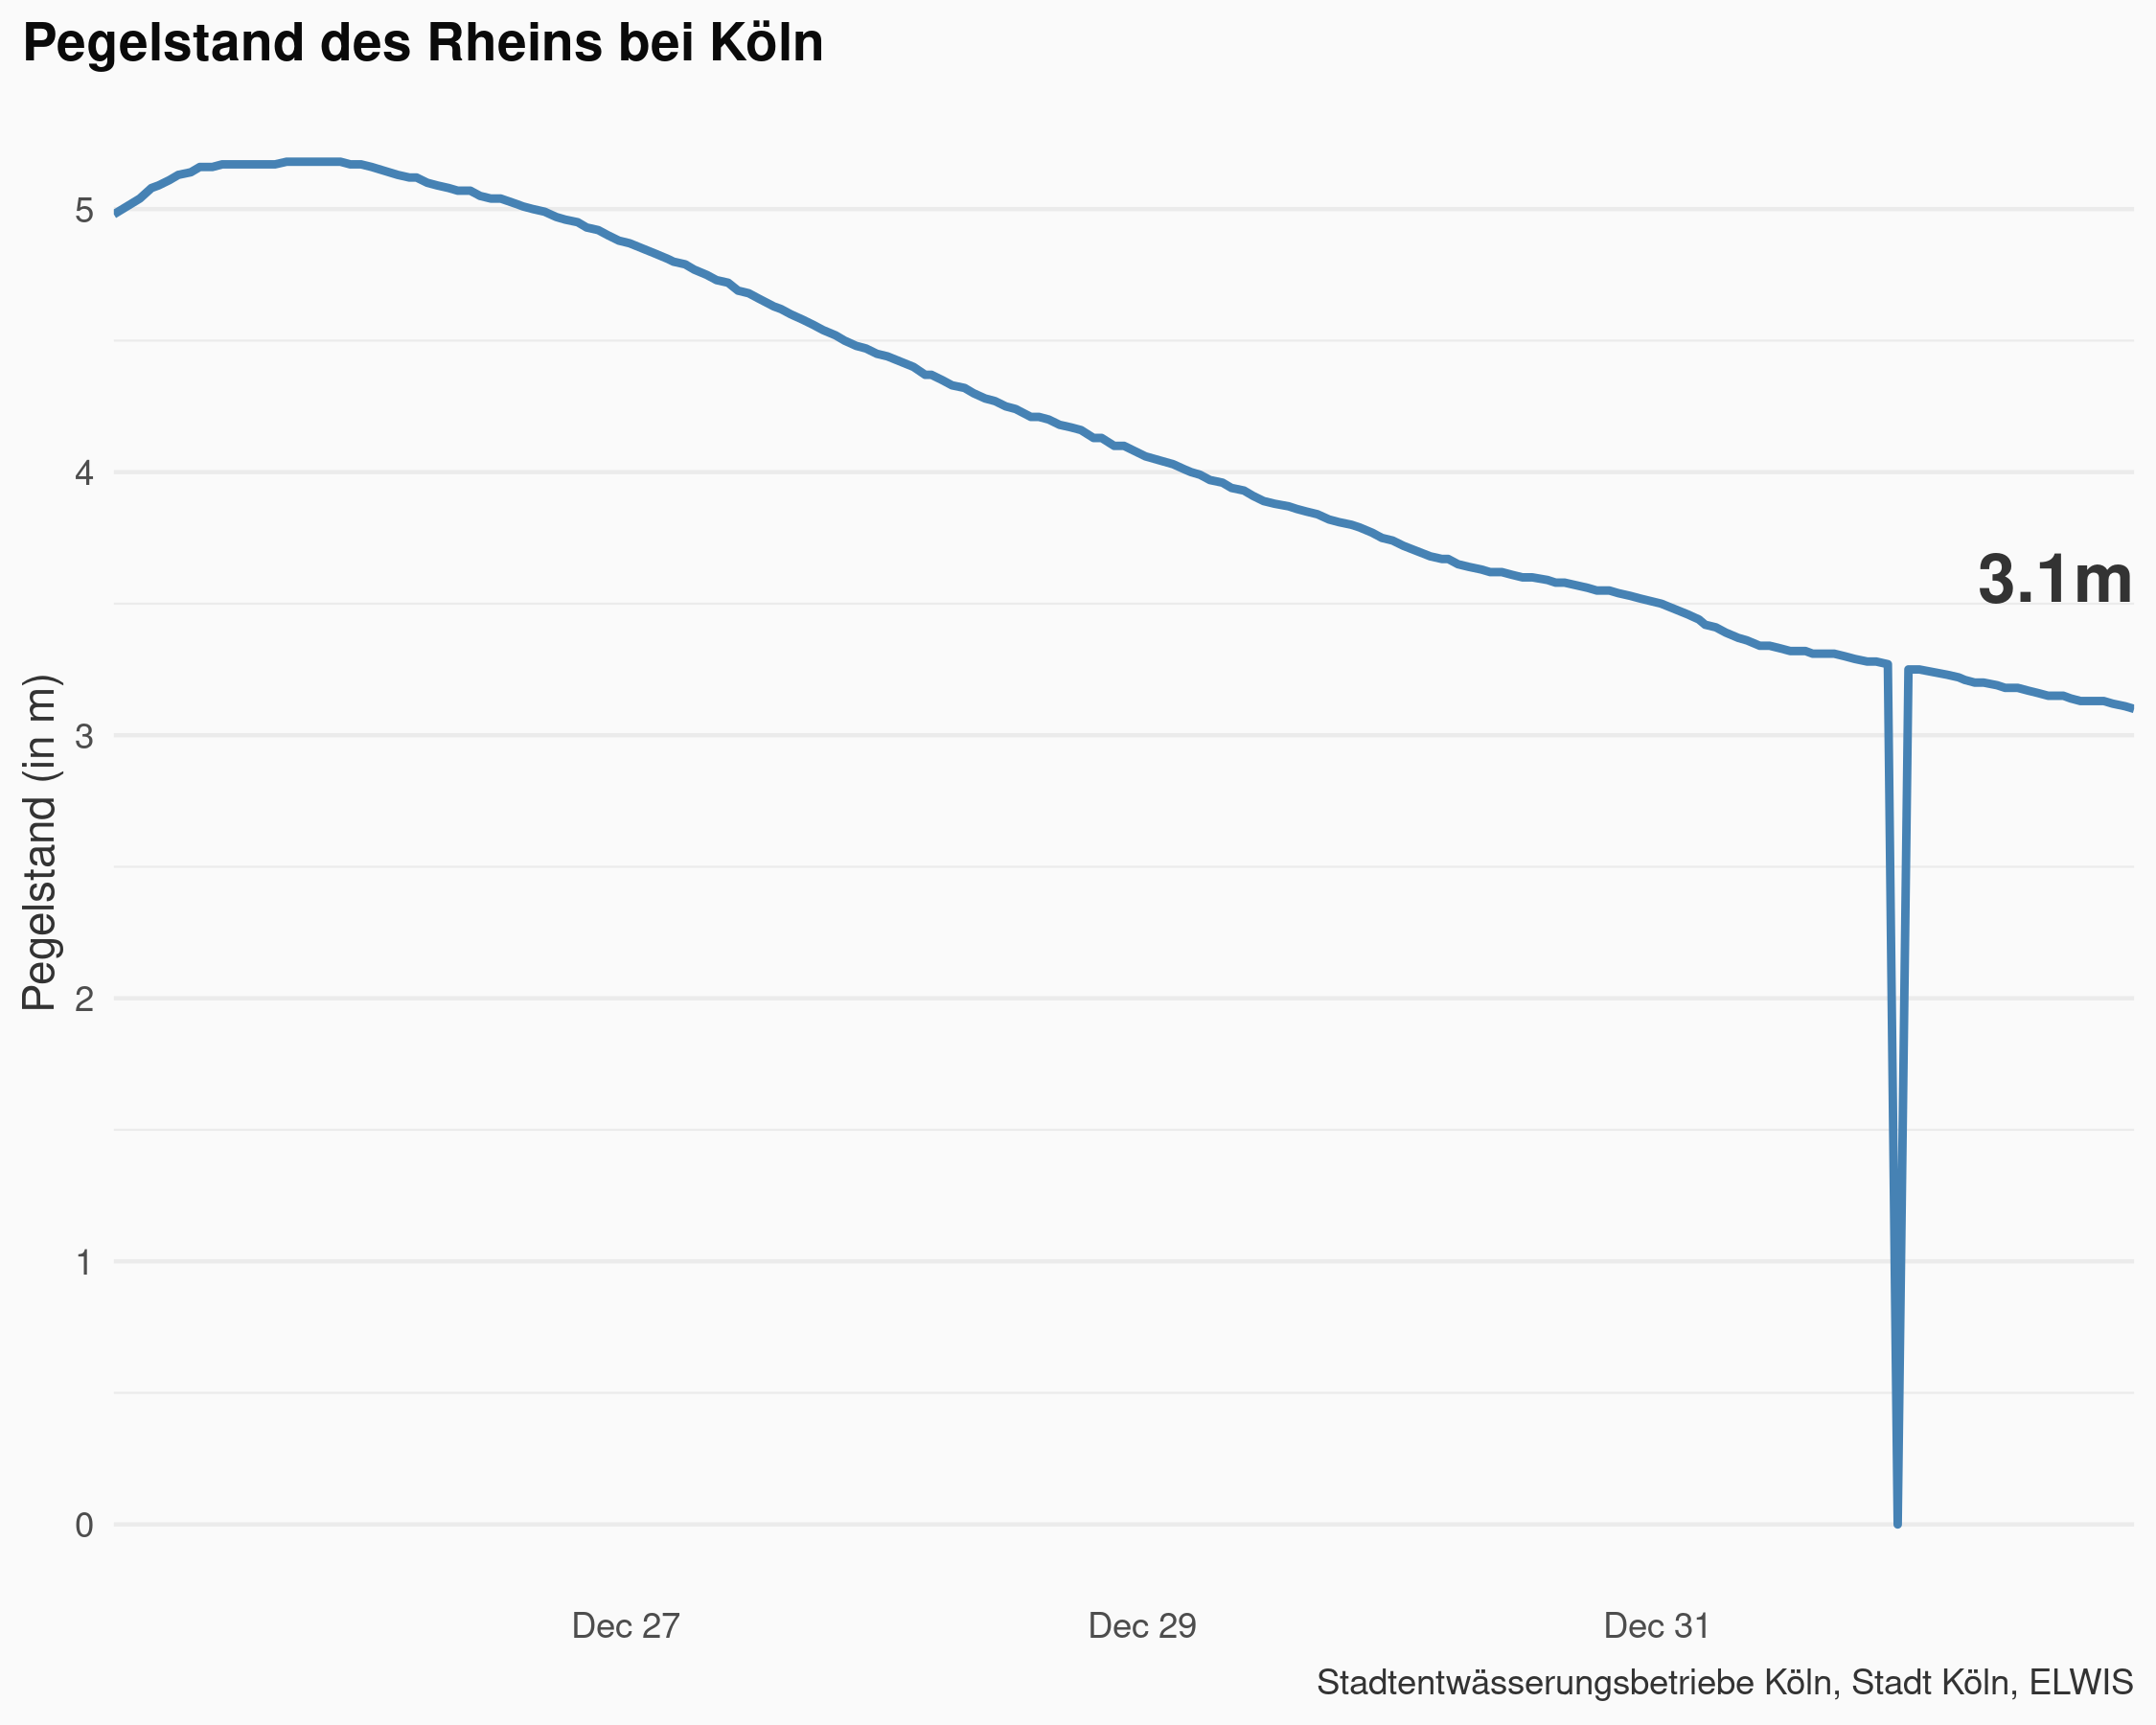 Pegelstand des Rheins bei Köln
Pegelstand (in m)
5
4
3
2
1
0
3.1m
Dec 27
Dec 29
Dec 31
Stadtentwässerungsbetriebe Köln, Stadt Köln, ELWIS